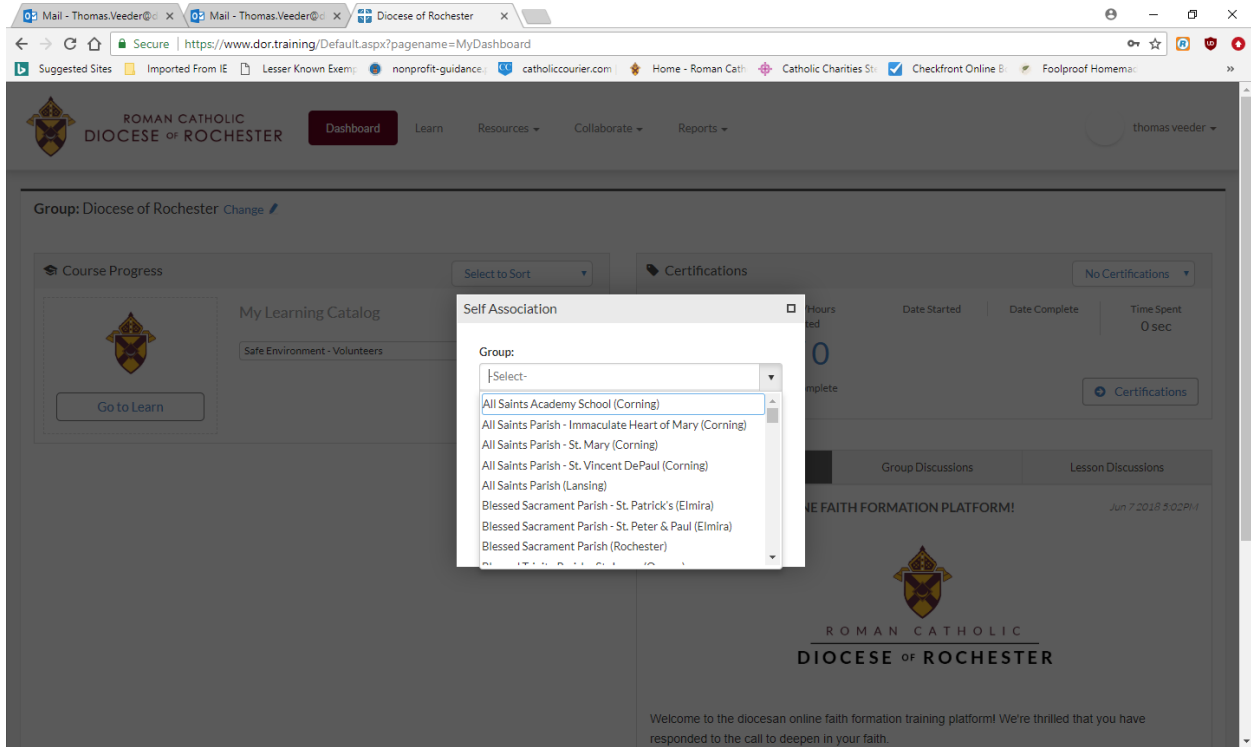 Mail - Thomas.Veeder@d
Mail - Thomas.Veeder@d
Diocese of Rochester
Secure | https://www.dor.training/Default.aspx?pagename=MyDashboard
Suggested Sites Imported From IE Lesser Known Exemp nonprofit-guidance. catholiccourier.com Home - Roman Cath Catholic Charities St Checkfront Online B Foolproof Homemac »
ROMAN CATHOLIC
DIOCESE OF ROCHESTER
Dashboard Learn Resources Collaborate Reports
thomas veeder
Group: Diocese of Rochester Change
Course Progress
Select to Sort
My Learning Catalog
Safe Environment - Volunteers
Go to Learn
Certifications
No Certifications
/Hours Date Started Date Complete Time Spent
ted 0 sec
0
mplete
Certifications
Self Association
Group:
-Select-
All Saints Academy School (Corning)
All Saints Parish - Immaculate Heart of Mary (Corning)
All Saints Parish - St. Mary (Corning)
All Saints Parish - St. Vincent DePaul (Corning)
All Saints Parish (Lansing)
Blessed Sacrament Parish - St. Patrick's (Elmira)
Blessed Sacrament Parish - St. Peter & Paul (Elmira)
Blessed Sacrament Parish (Rochester)
Group Discussions Lesson Discussions
NE FAITH FORMATION PLATFORM! Jun 7 2018 5:02PM
ROMAN CATHOLIC
DIOCESE OF ROCHESTER
Welcome to the diocesan online faith formation training platform! We're thrilled that you have
responded to the call to deepen in your faith.